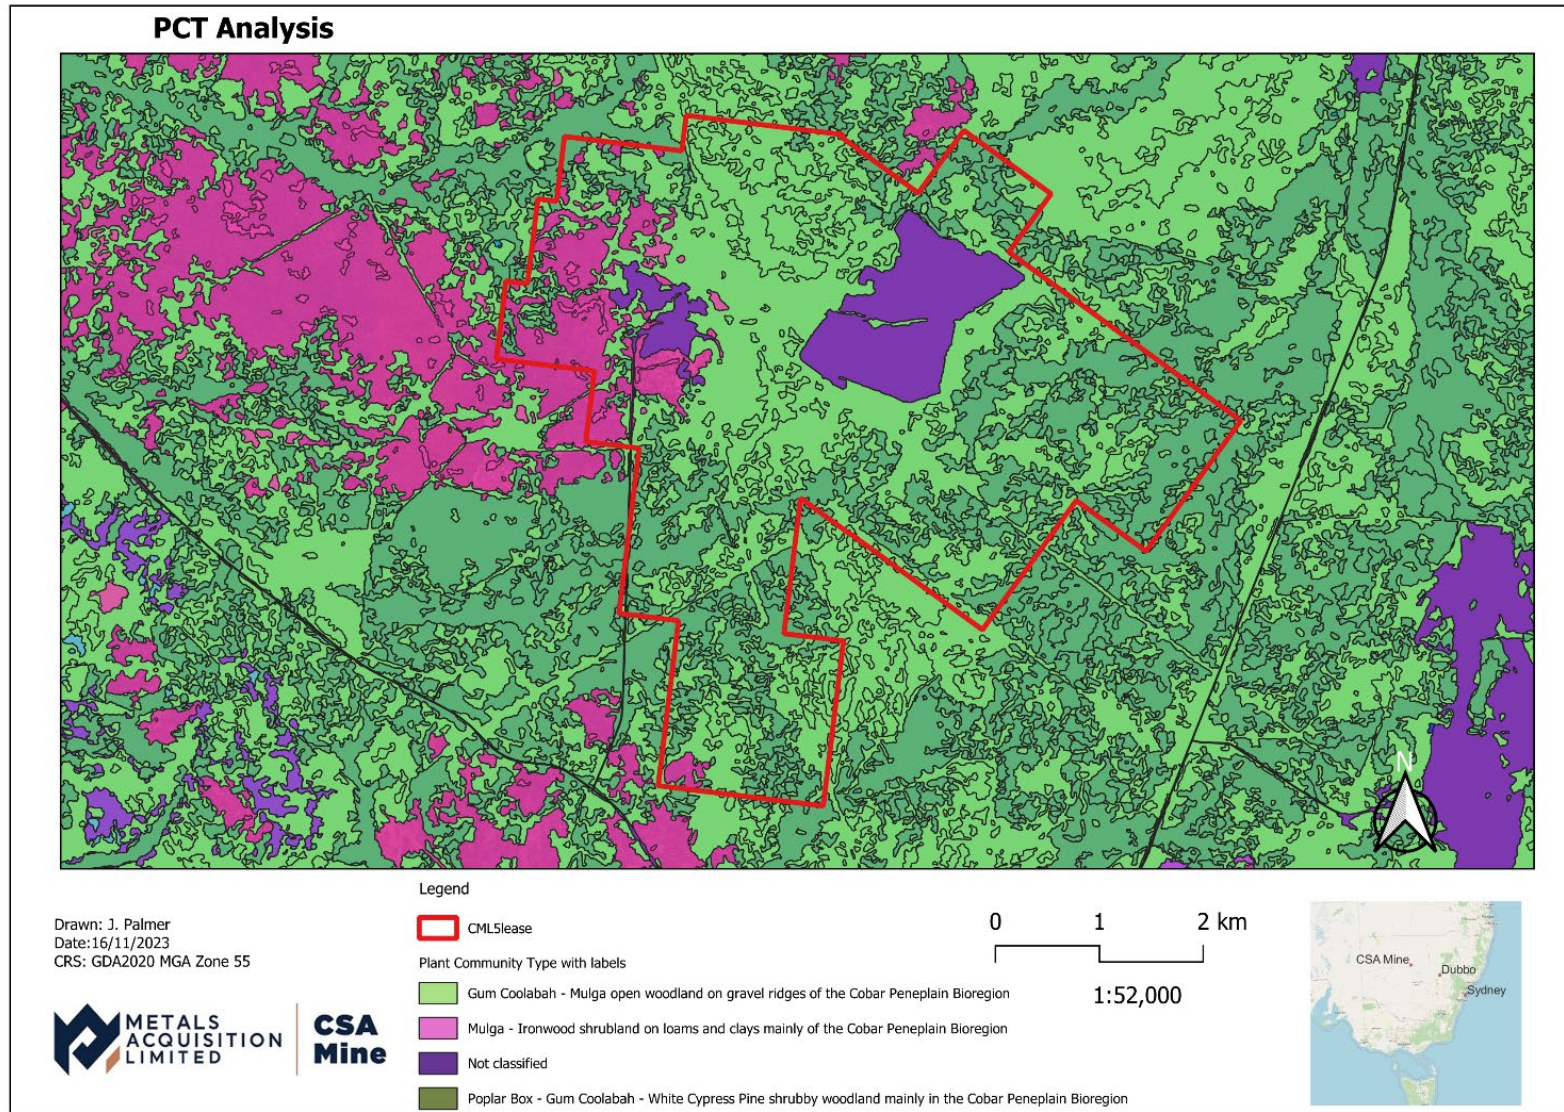 PCT Analysis
N
Legend
CML5lease
Plant Community Type with labels
Gum Coolabah - Mulga open woodland on gravel ridges of the Cobar Peneplain Bioregion
Mulga - Ironwood shrubland on loams and clays mainly of the Cobar Peneplain Bioregion
Not classified
Poplar Box - Gum Coolabah - White Cypress Pine shrubby woodland mainly in the Cobar Peneplain Bioregion
Drawn: J. Palmer
Date:16/11/2023
CRS: GDA2020 MGA Zone 55
METALS
ACQUISITION
LIMITED
CSA
Mine
0 1 2 km
1:52,000
CSA Mine
Dubbo
Sydney